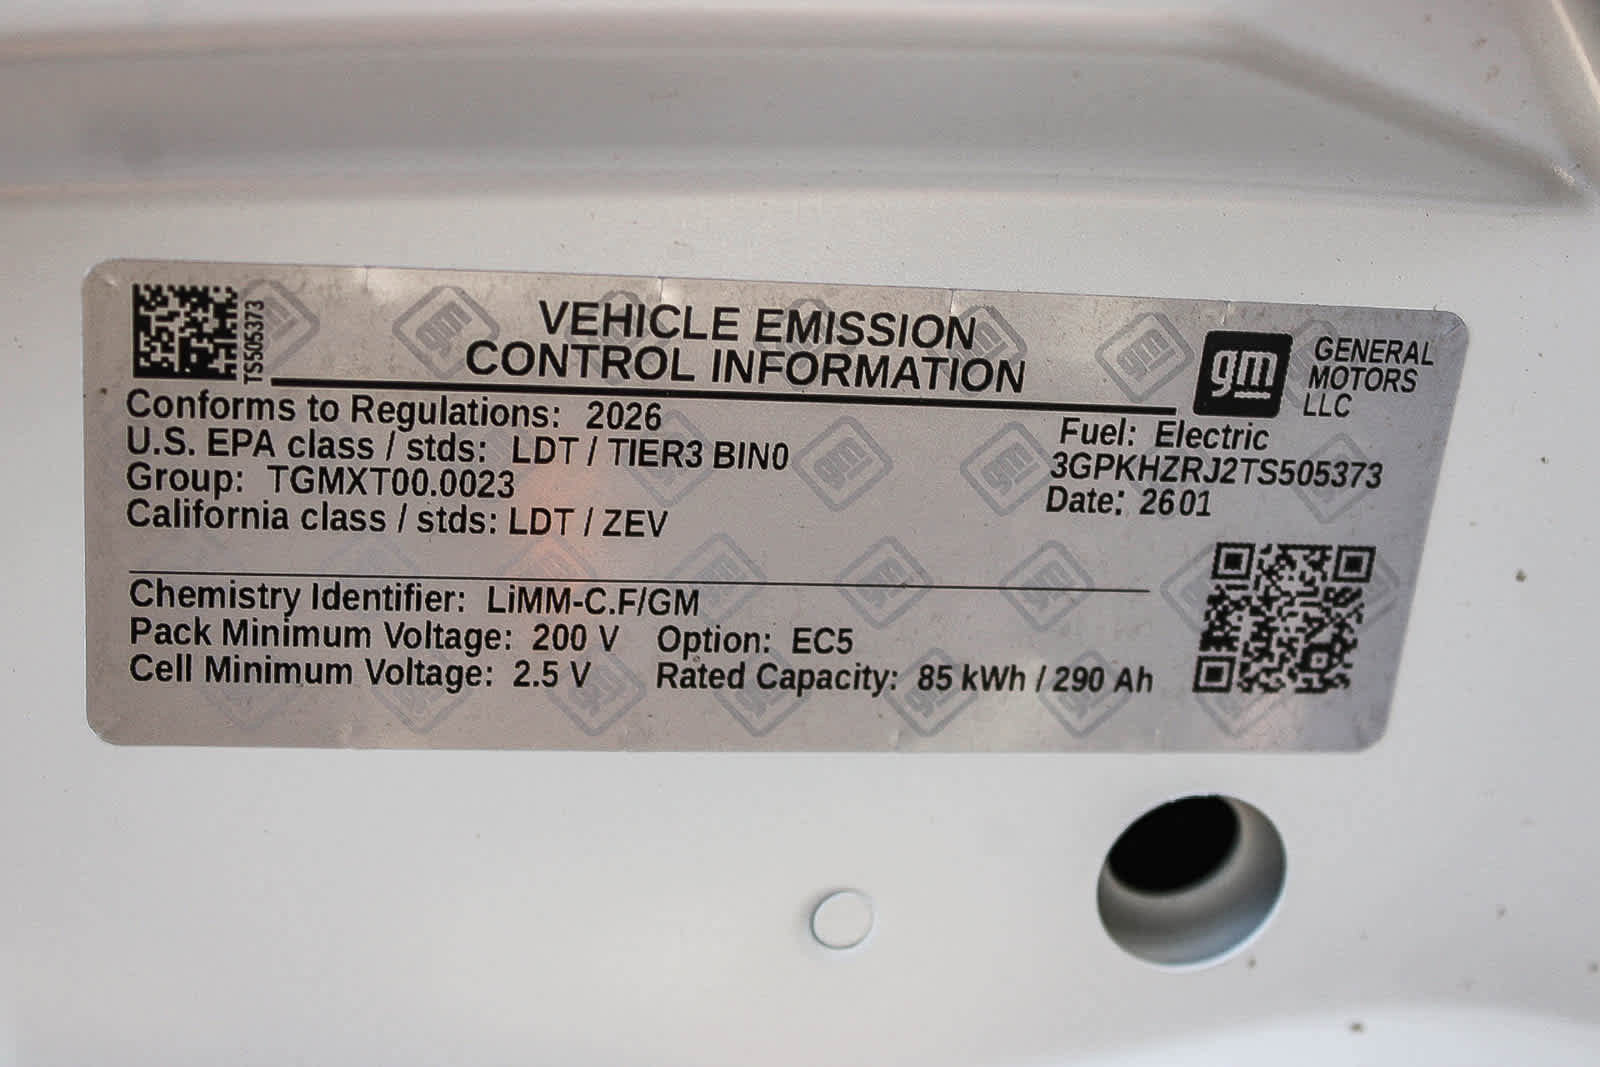 TS505373
VEHICLE EMISSION
CONTROL INFORMATION
gm
GENERAL
MOTORS
LLC
Conforms to Regulations: 2026
U.S. EPA class / stds: LDT / TIER3 BIN0
Group: TGMXT00.0023
California class / stds: LDT / ZEV
Fuel: Electric
3GPKHZRJ2TS505373
Date: 2601
Chemistry Identifier: LiMM-C.F/GM
Pack Minimum Voltage: 200 V Option: EC5
Cell Minimum Voltage: 2.5 V Rated Capacity: 85 kWh / 290 Ah